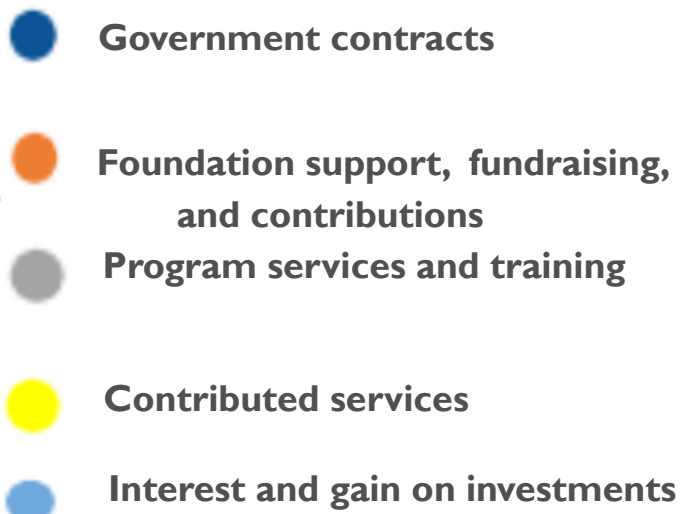 Government contracts
Foundation support, fundraising,
and contributions
Program services and training
Contributed services
Interest and gain on investments